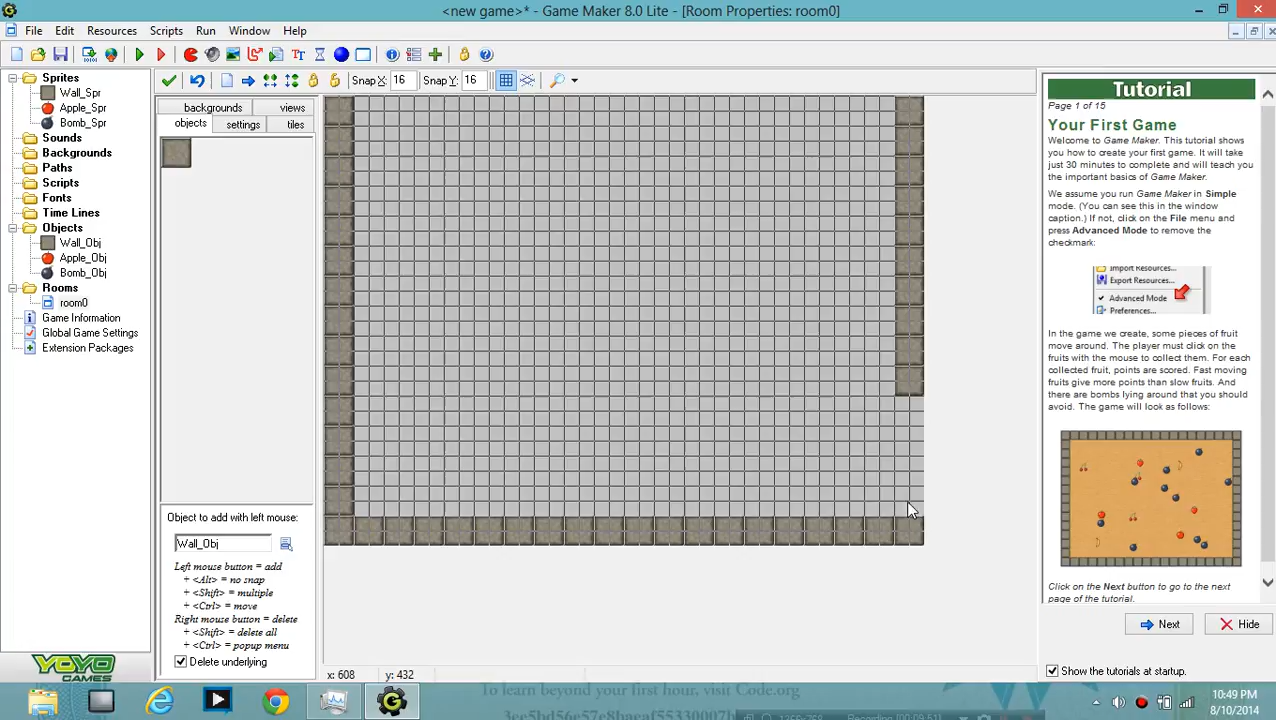 <new game>* - Game Maker 8.0 Lite - [Room Properties: room0]
File Edit Resources Scripts Run Window Help
Snap X: 16 Snap Y: 16
Sprites
Wall_Spr
Apple_Spr
Bomb_Spr
Sounds
Backgrounds
Paths
Scripts
Fonts
Time Lines
Objects
Wall_Obj
Apple_Obj
Bomb_Obj
Rooms
room0
Game Information
Global Game Settings
Extension Packages
YOYO
GAMES
backgrounds views
objects settings tiles
Object to add with left mouse:
Wall_Obj
Left mouse button = add
+ <Alt> = no snap
+ <Shift> = multiple
+ <Ctrl> = move
Right mouse button = delete
+ <Shift> = delete all
+ <Ctrl> = popup menu
Delete underlying
x: 608 y: 432
Tutorial
Page 1 of 15
Your First Game
Welcome to Game Maker. This tutorial shows
you how to create your first game. It will take
just 30 minutes to complete and will teach you
the important basics of Game Maker.
We assume you run Game Maker in Simple
mode. (You can see this in the window
caption.) If not, click on the File menu and
press Advanced Mode to remove the
checkmark:
Import Resources...
Export Resources...
Advanced Mode
Preferences...
In the game we create, some pieces of fruit
move around. The player must click on the
fruits with the mouse to collect them. For each
collected fruit, points are scored. Fast moving
fruits give more points than slow fruits. And
there are bombs lying around that you should
avoid. The game will look as follows:
Click on the Next button to go to the next
page of the tutorial.
Next Hide
Show the tutorials at startup.
To learn beyond your first hour, visit Code.org
10:49 PM
8/10/2014